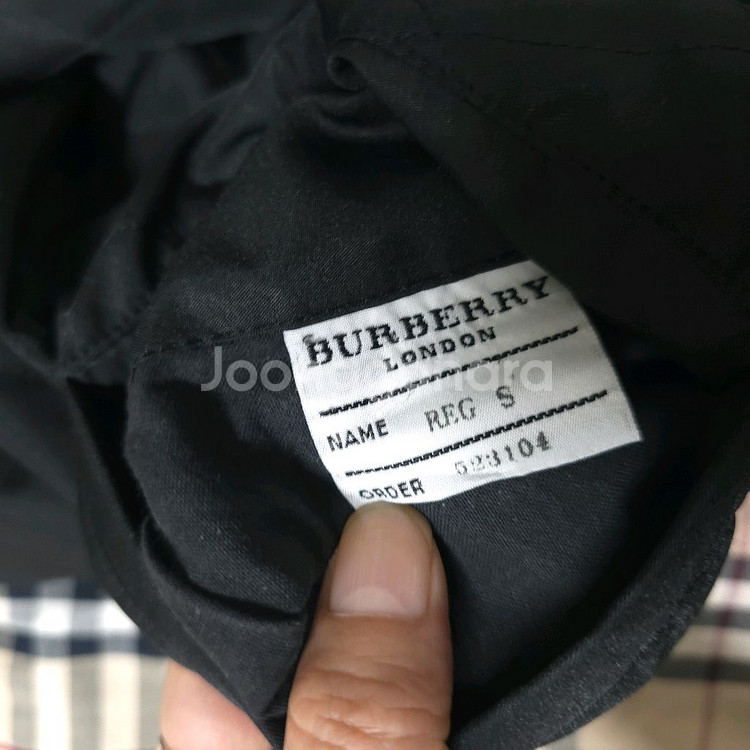 BURBERRY
LONDON
NAME REG S
ORDER 523104